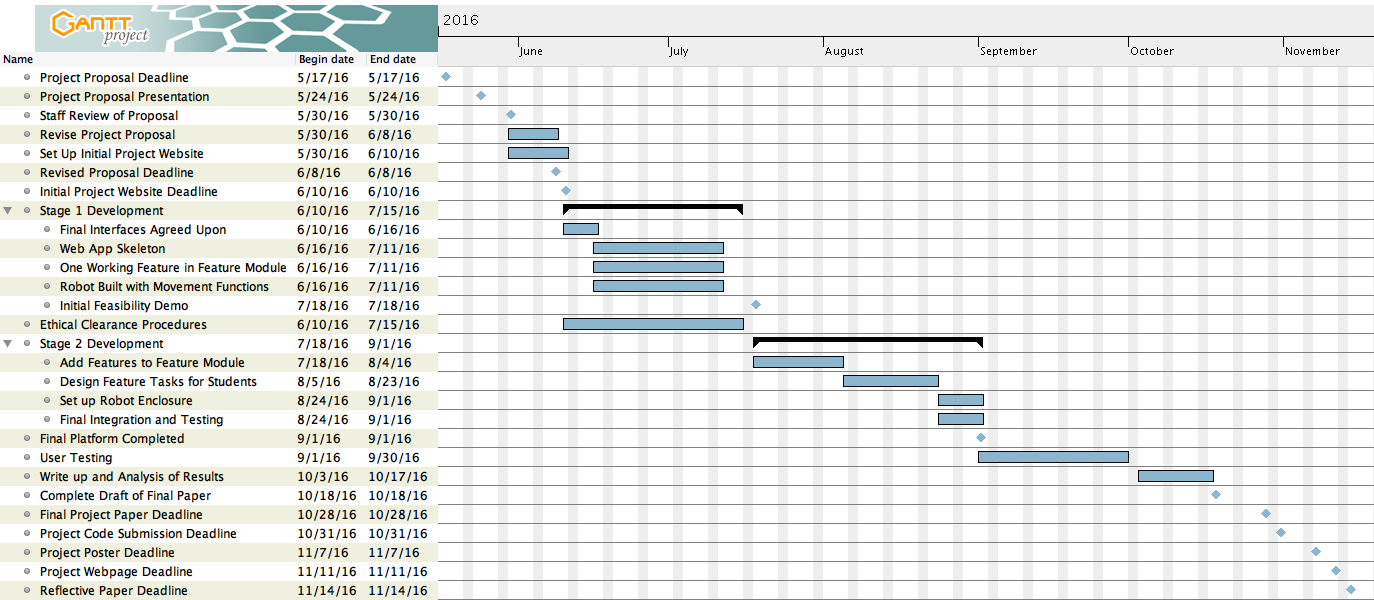 GANTT project
2016
June July August September October November
Name Begin date End date
Project Proposal Deadline 5/17/16 5/17/16
Project Proposal Presentation 5/24/16 5/24/16
Staff Review of Proposal 5/30/16 5/30/16
Revise Project Proposal 5/30/16 6/8/16
Set Up Initial Project Website 5/30/16 6/10/16
Revised Proposal Deadline 6/8/16 6/8/16
Initial Project Website Deadline 6/10/16 6/10/16
Stage 1 Development 6/10/16 7/15/16
Final Interfaces Agreed Upon 6/10/16 6/16/16
Web App Skeleton 6/16/16 7/11/16
One Working Feature in Feature Module 6/16/16 7/11/16
Robot Built with Movement Functions 6/16/16 7/11/16
Initial Feasibility Demo 7/18/16 7/18/16
Ethical Clearance Procedures 6/10/16 7/15/16
Stage 2 Development 7/18/16 9/1/16
Add Features to Feature Module 7/18/16 8/4/16
Design Feature Tasks for Students 8/5/16 8/23/16
Set up Robot Enclosure 8/24/16 9/1/16
Final Integration and Testing 8/24/16 9/1/16
Final Platform Completed 9/1/16 9/1/16
User Testing 9/1/16 9/30/16
Write up and Analysis of Results 10/3/16 10/17/16
Complete Draft of Final Paper 10/18/16 10/18/16
Final Project Paper Deadline 10/28/16 10/28/16
Project Code Submission Deadline 10/31/16 10/31/16
Project Poster Deadline 11/7/16 11/7/16
Project Webpage Deadline 11/11/16 11/11/16
Reflective Paper Deadline 11/14/16 11/14/16